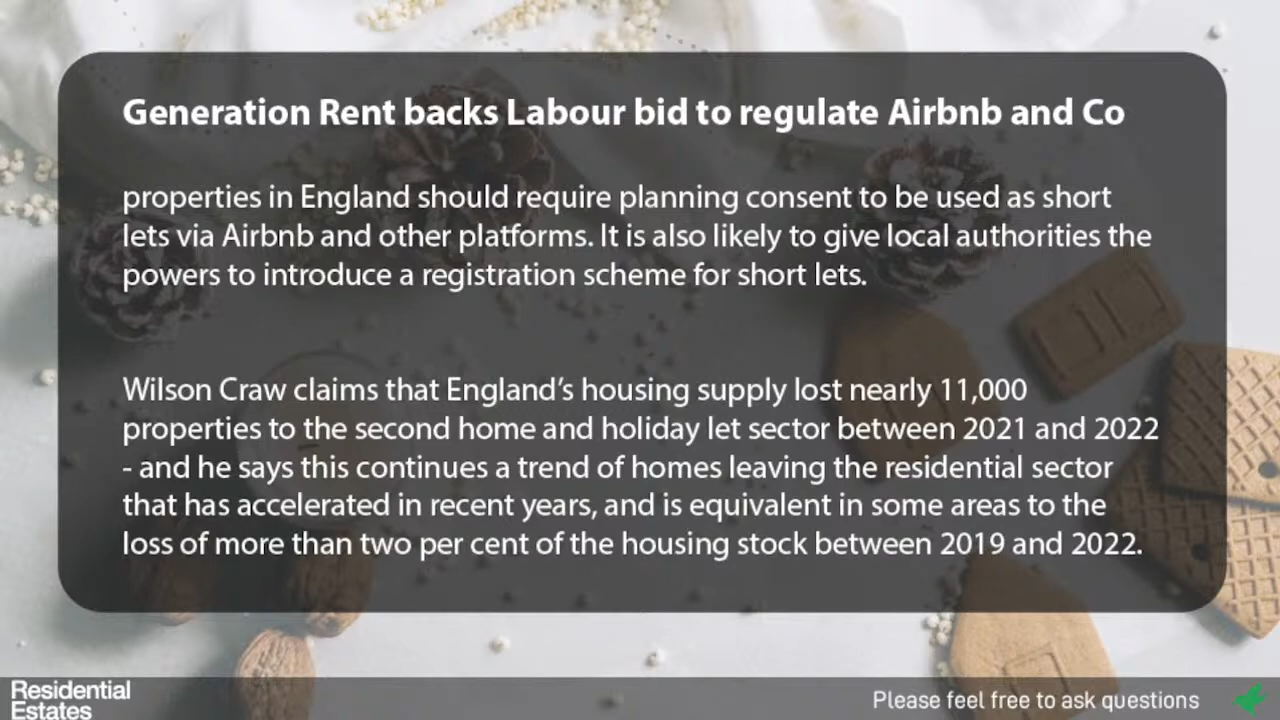 Generation Rent backs Labour bid to regulate Airbnb and Co
properties in England should require planning consent to be used as short
lets via Airbnb and other platforms. It is also likely to give local authorities the
powers to introduce a registration scheme for short lets.
Wilson Craw claims that England’s housing supply lost nearly 11,000
properties to the second home and holiday let sector between 2021 and 2022
- and he says this continues a trend of homes leaving the residential sector
that has accelerated in recent years, and is equivalent in some areas to the
loss of more than two per cent of the housing stock between 2019 and 2022.
Residential
Estates
Please feel free to ask questions